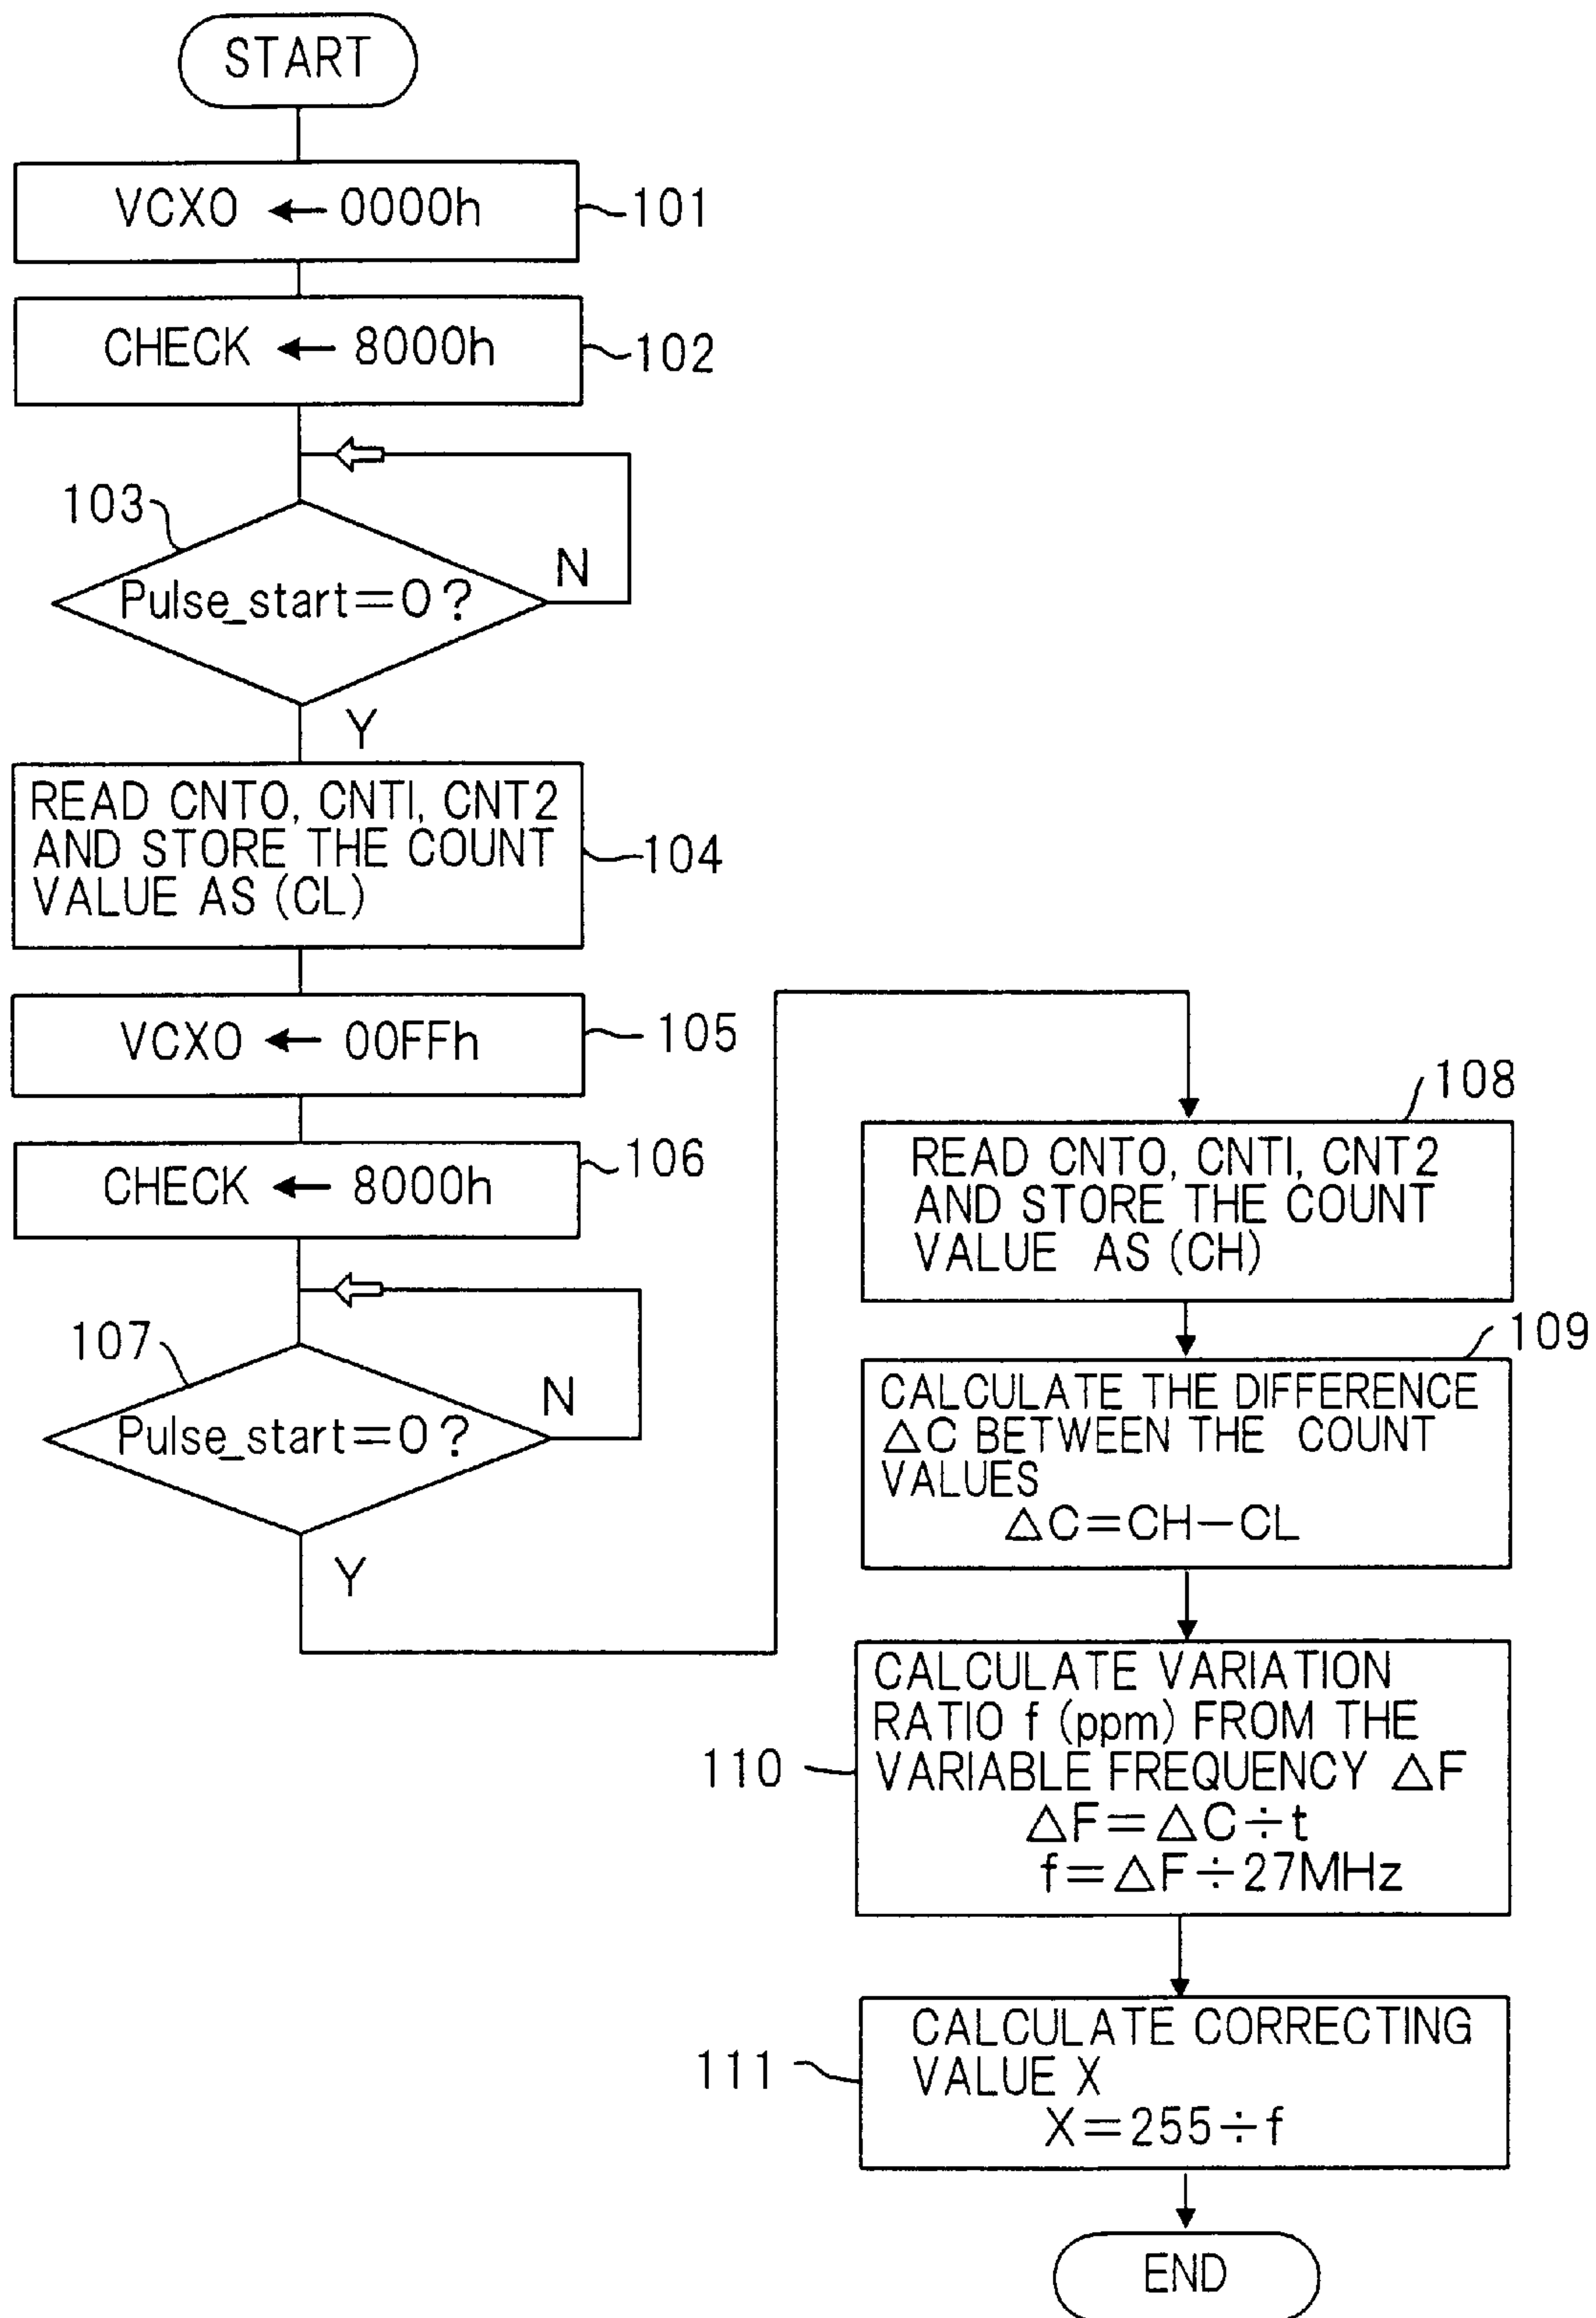 START
VCXO ← 0000h
101
CHECK ← 8000h
102
103
Pulse_start=0?
N
Y
READ CNT0, CNT1, CNT2
AND STORE THE COUNT
VALUE AS (CL)
104
VCXO ← 00FFh
105
CHECK ← 8000h
106
107
Pulse_start=0?
N
Y
108
READ CNT0, CNT1, CNT2
AND STORE THE COUNT
VALUE AS (CH)
109
CALCULATE THE DIFFERENCE
△C BETWEEN THE COUNT
VALUES
△C=CH−CL
110
CALCULATE VARIATION
RATIO f (ppm) FROM THE
VARIABLE FREQUENCY △F
△F=△C÷t
f=△F÷27MHz
111
CALCULATE CORRECTING
VALUE X
X=255÷f
END